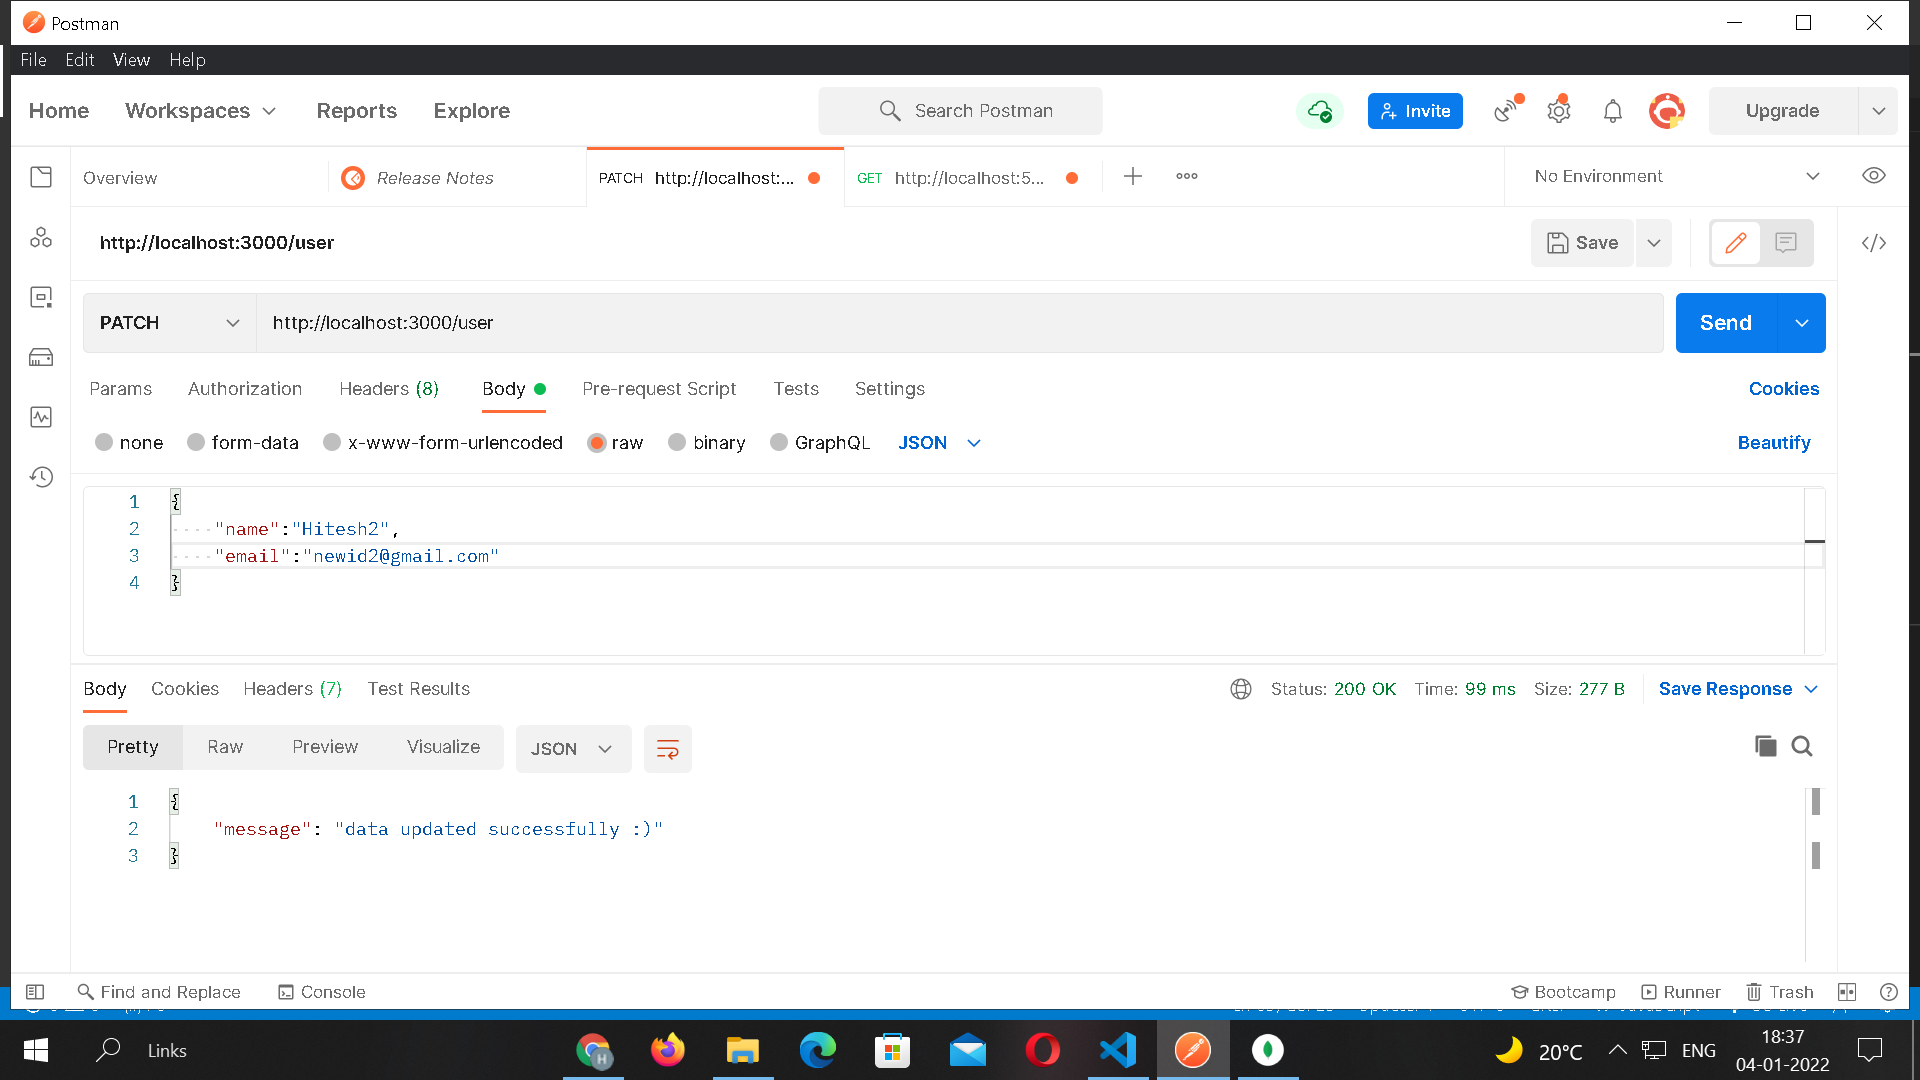 Postman
File Edit View Help
Home Workspaces Reports Explore Search Postman Invite Upgrade
Overview Release Notes PATCH http://localhost:... GET http://localhost:5... No Environment
http://localhost:3000/user Save
PATCH http://localhost:3000/user Send
Params Authorization Headers (8) Body Pre-request Script Tests Settings Cookies
none form-data x-www-form-urlencoded raw binary GraphQL JSON Beautify
1 {
2 "name":"Hitesh2",
3 "email":"newid2@gmail.com"
4 }
Body Cookies Headers (7) Test Results Status: 200 OK Time: 99 ms Size: 277 B Save Response
Pretty Raw Preview Visualize JSON
1 {
2 "message": "data updated successfully :)"
3 }
Find and Replace Console Bootcamp Runner Trash
Links H 20°C ENG 18:37
04-01-2022